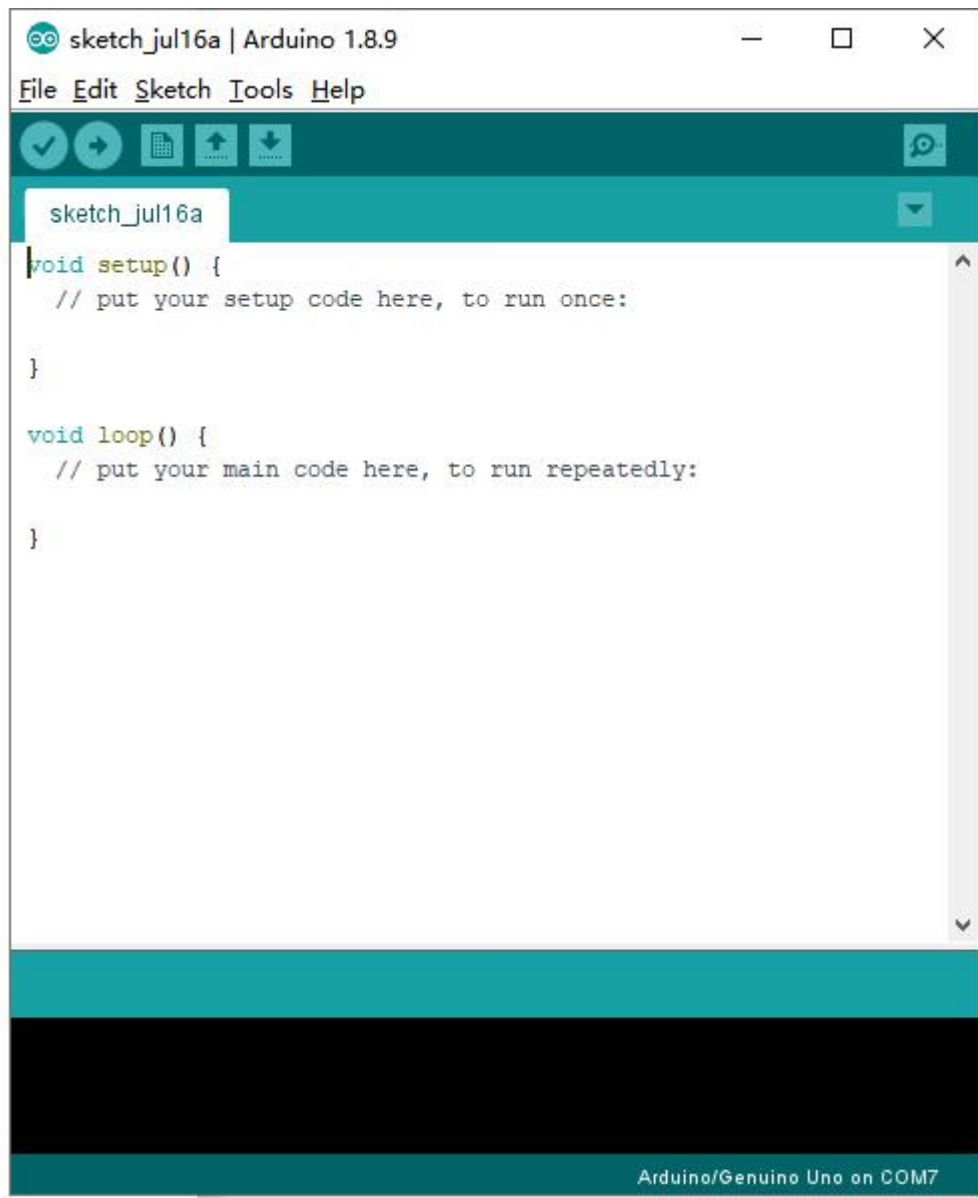 sketch_jul16a | Arduino 1.8.9
File Edit Sketch Tools Help
sketch_jul16a
void setup() {
  // put your setup code here, to run once:
}
void loop() {
  // put your main code here, to run repeatedly:
}
Arduino/Genuino Uno on COM7